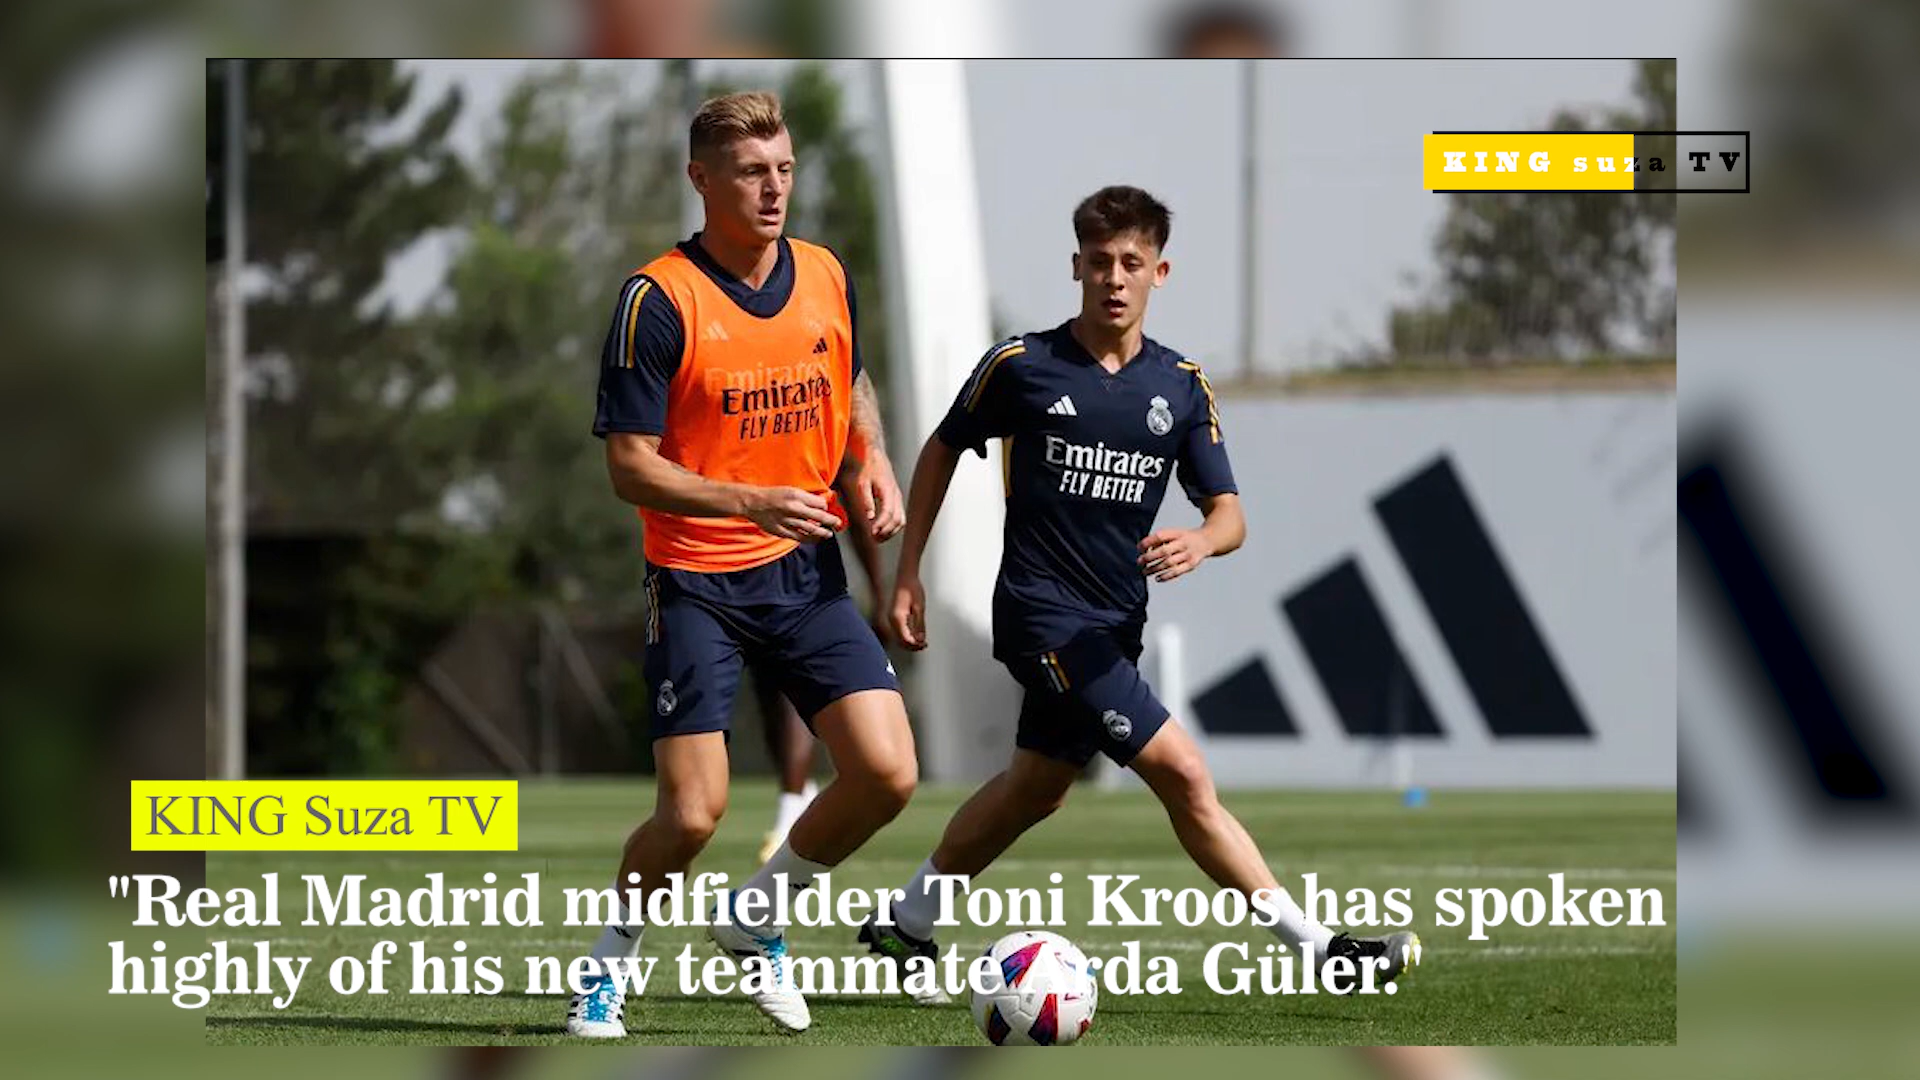 KING suza TV
Emirates
FLY BETTER
Emirates
FLY BETTER
KING Suza TV
"Real Madrid midfielder Toni Kroos has spoken
highly of his new teammate Arda Güler."